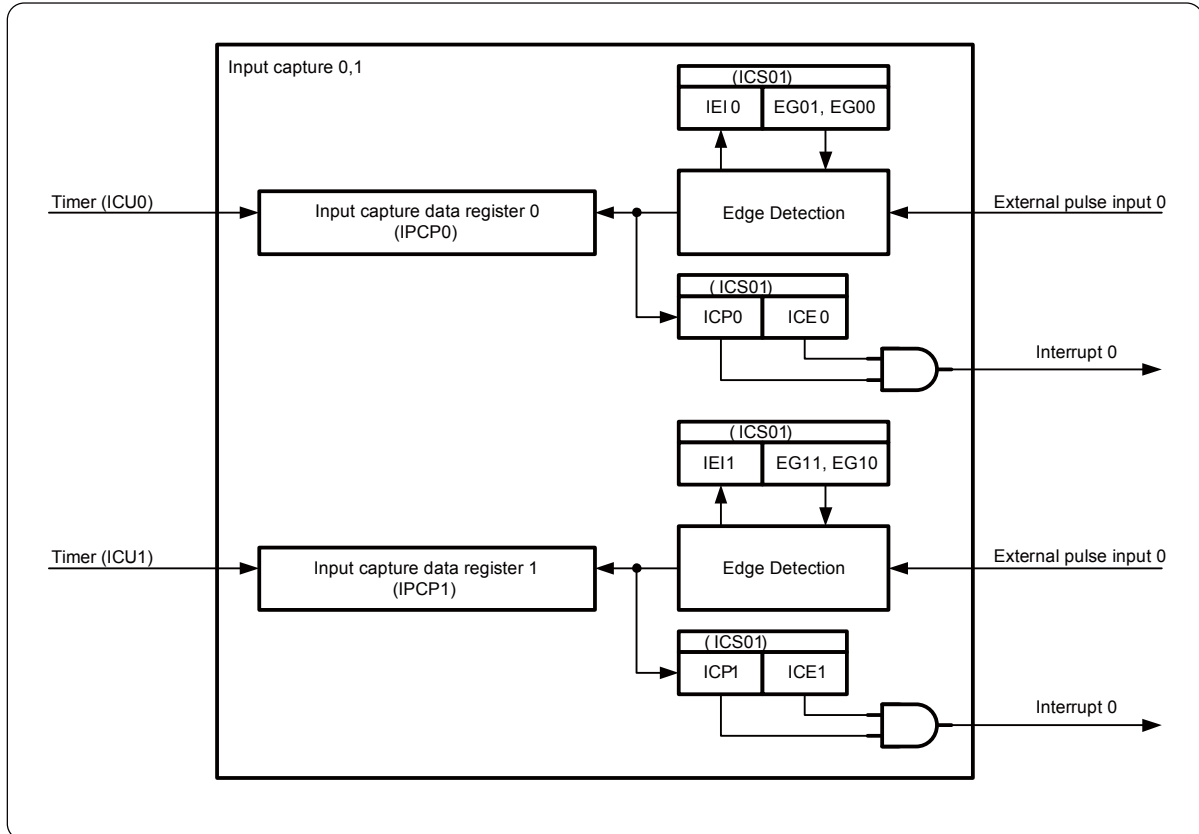 Input capture 0,1
(ICS01)
IEI 0
EG01, EG00
Timer (ICU0)
Input capture data register 0
(IPCP0)
Edge Detection
External pulse input 0
( ICS01)
ICP0
ICE 0
Interrupt 0
( ICS01)
IEI1
EG11, EG10
Timer (ICU1)
Input capture data register 1
(IPCP1)
Edge Detection
External pulse input 0
( ICS01)
ICP1
ICE1
Interrupt 0